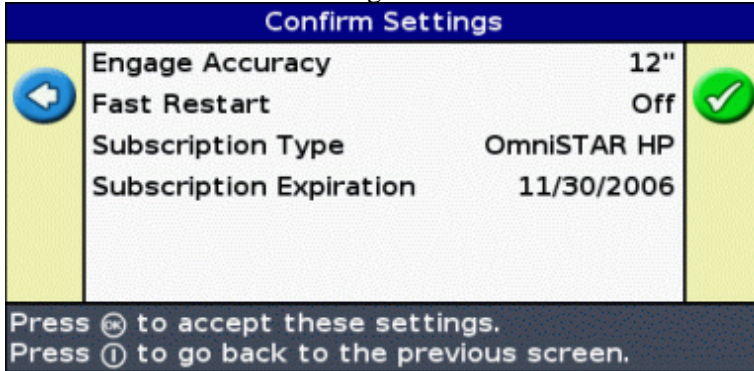 Confirm Settings
Engage Accuracy 12"
Fast Restart Off
Subscription Type OmniSTAR HP
Subscription Expiration 11/30/2006
Press OK to accept these settings.
Press to go back to the previous screen.